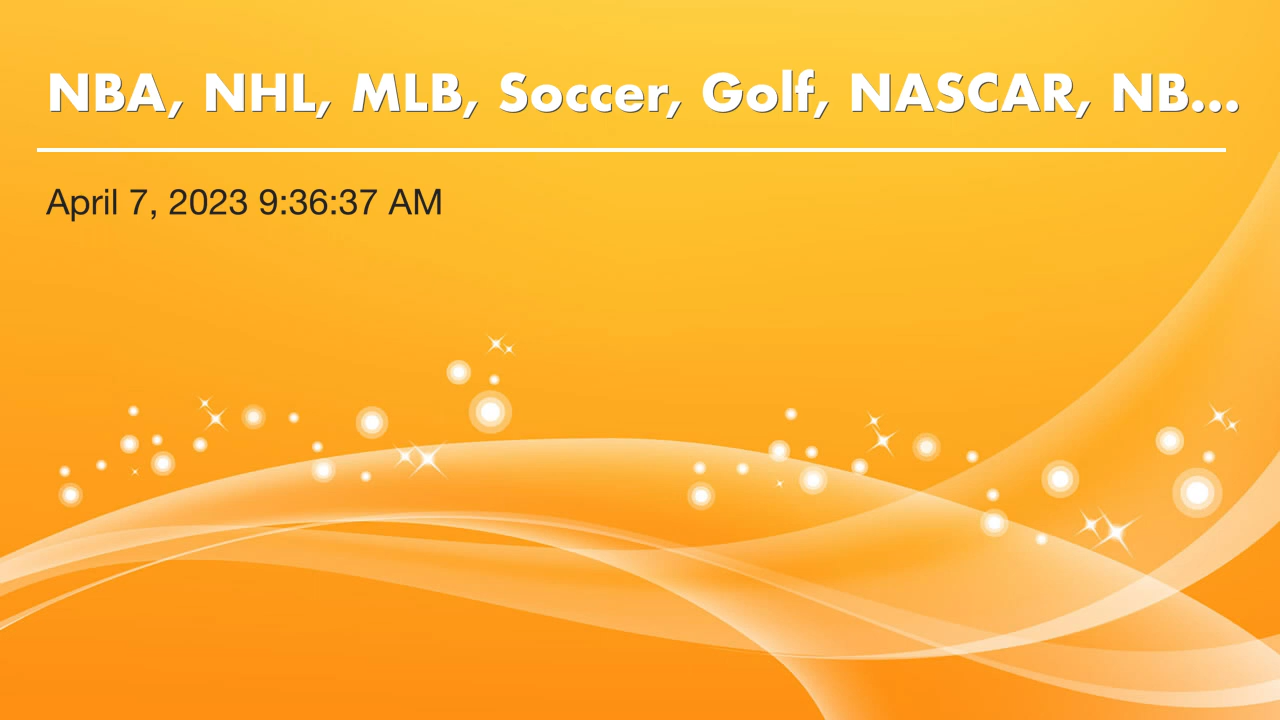 NBA, NHL, MLB, Soccer, Golf, NASCAR, NB...
April 7, 2023 9:36:37 AM